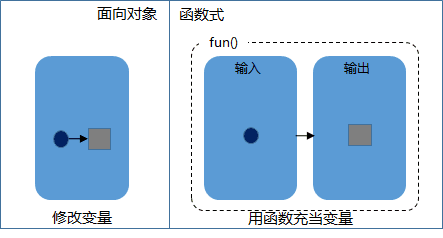 面向对象
函数式
fun()
输入
输出
修改变量
用函数充当变量